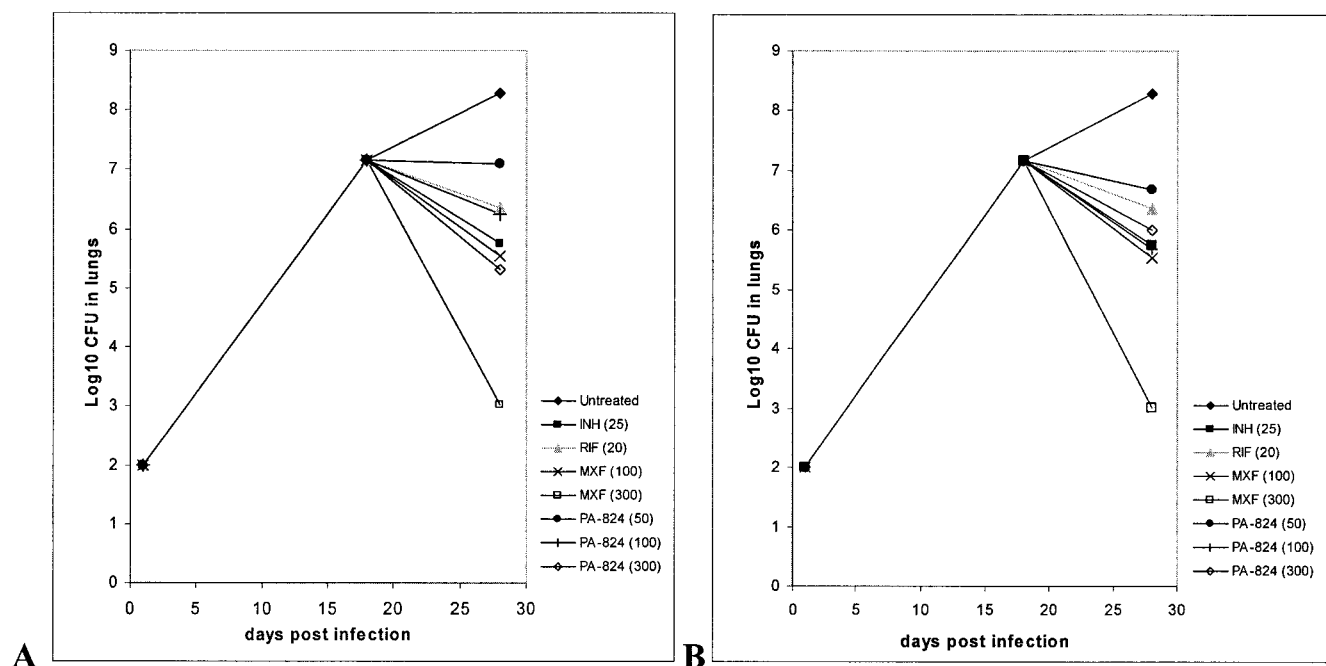 9
8
7
6
5
4
3
2
1
0
Log10 CFU in lungs
0 5 10 15 20 25 30
days post infection
Untreated
INH (25)
RIF (20)
MXF (100)
MXF (300)
PA-824 (50)
PA-824 (100)
PA-824 (300)
A
9
8
7
6
5
4
3
2
1
0
Log10 CFU in lungs
0 5 10 15 20 25 30
days post infection
Untreated
INH (25)
RIF (20)
MXF (100)
MXF (300)
PA-824 (50)
PA-824 (100)
PA-824 (300)
B